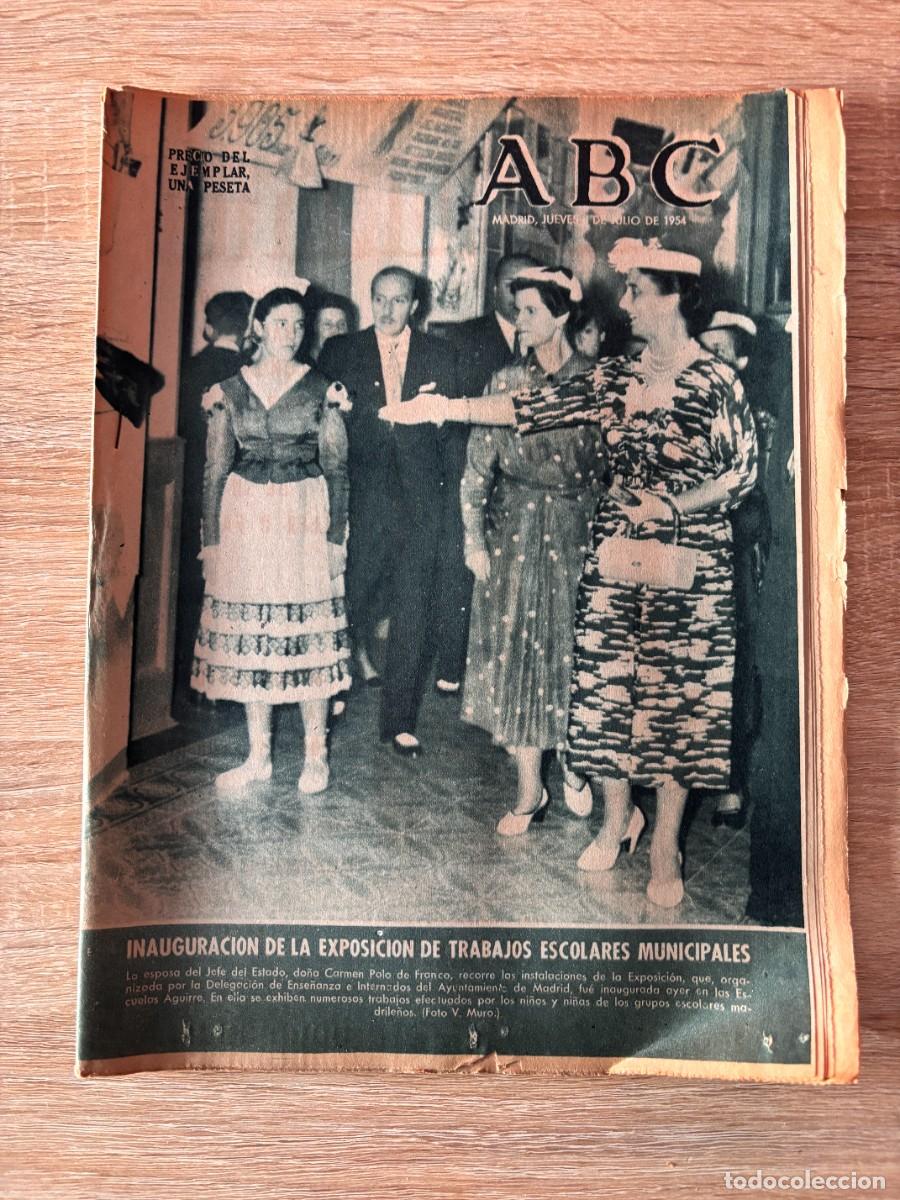 PRECIO DEL
EJEMPLAR,
UNA PESETA
ABC
MADRID, JUEVES 1 DE JULIO DE 1954
INAUGURACION DE LA EXPOSICION DE TRABAJOS ESCOLARES MUNICIPALES
La esposa del Jefe del Estado, doña Carmen Polo de Franco, recorre las instalaciones de la Exposición, que, orga-
nizada por la Delegación de Enseñanza e Internados del Ayuntamiento de Madrid, fué inaugurada ayer en las Es-
cuelas Aguirre. En ella se exhiben numerosos trabajos efectuados por los niños y niñas de los grupos escolares ma-
drileños. (Foto V. Muro.)
todocoleccion